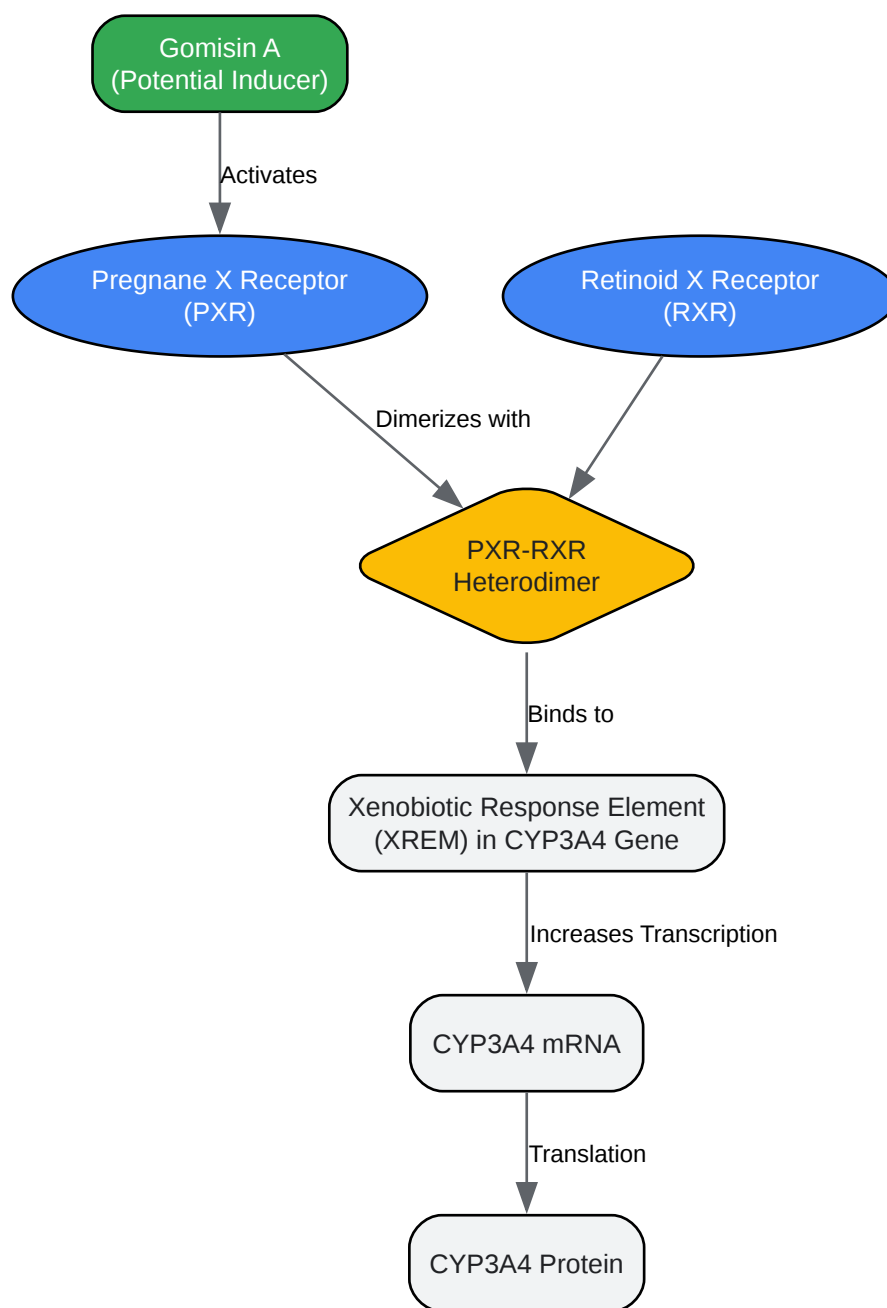 Gomisin A
(Potential Inducer)
Activates
Pregnane X Receptor
(PXR)
Retinoid X Receptor
(RXR)
Dimerizes with
PXR-RXR
Heterodimer
Binds to
Xenobiotic Response Element
(XREM) in CYP3A4 Gene
Increases Transcription
CYP3A4 mRNA
Translation
CYP3A4 Protein